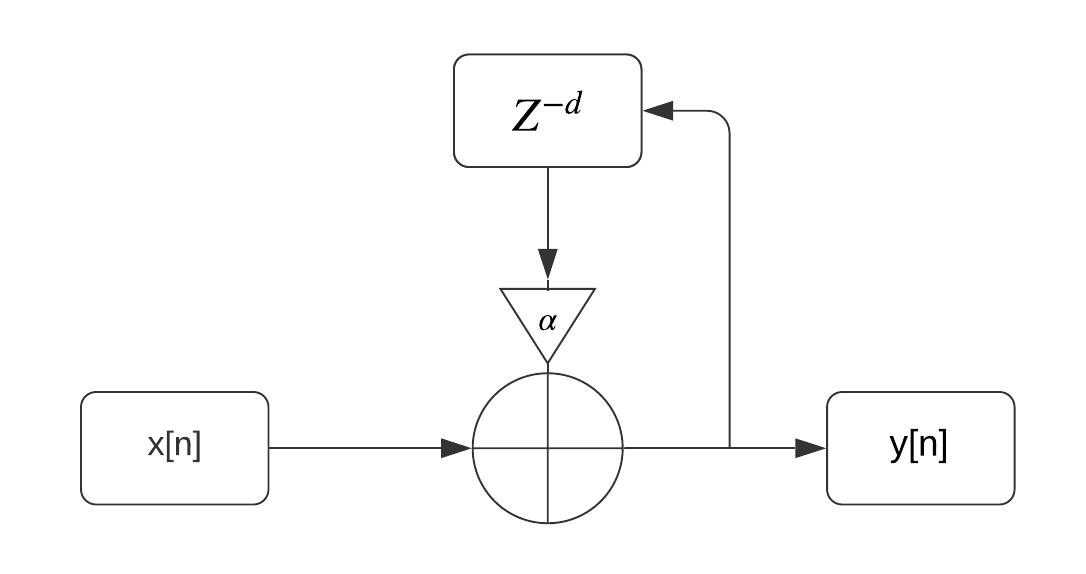 Z^{-d}
α
x[n]
y[n]